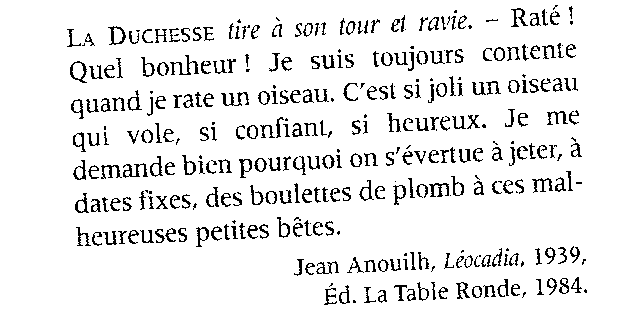 LA DUCHESSE tire à son tour et ravie. – Raté !
Quel bonheur ! Je suis toujours contente
quand je rate un oiseau. C'est si joli un oiseau
qui vole, si confiant, si heureux. Je me
demande bien pourquoi on s'évertue à jeter, à
dates fixes, des boulettes de plomb à ces mal-
heureuses petites bêtes.
Jean Anouilh, Léocadia, 1939,
Éd. La Table Ronde, 1984.